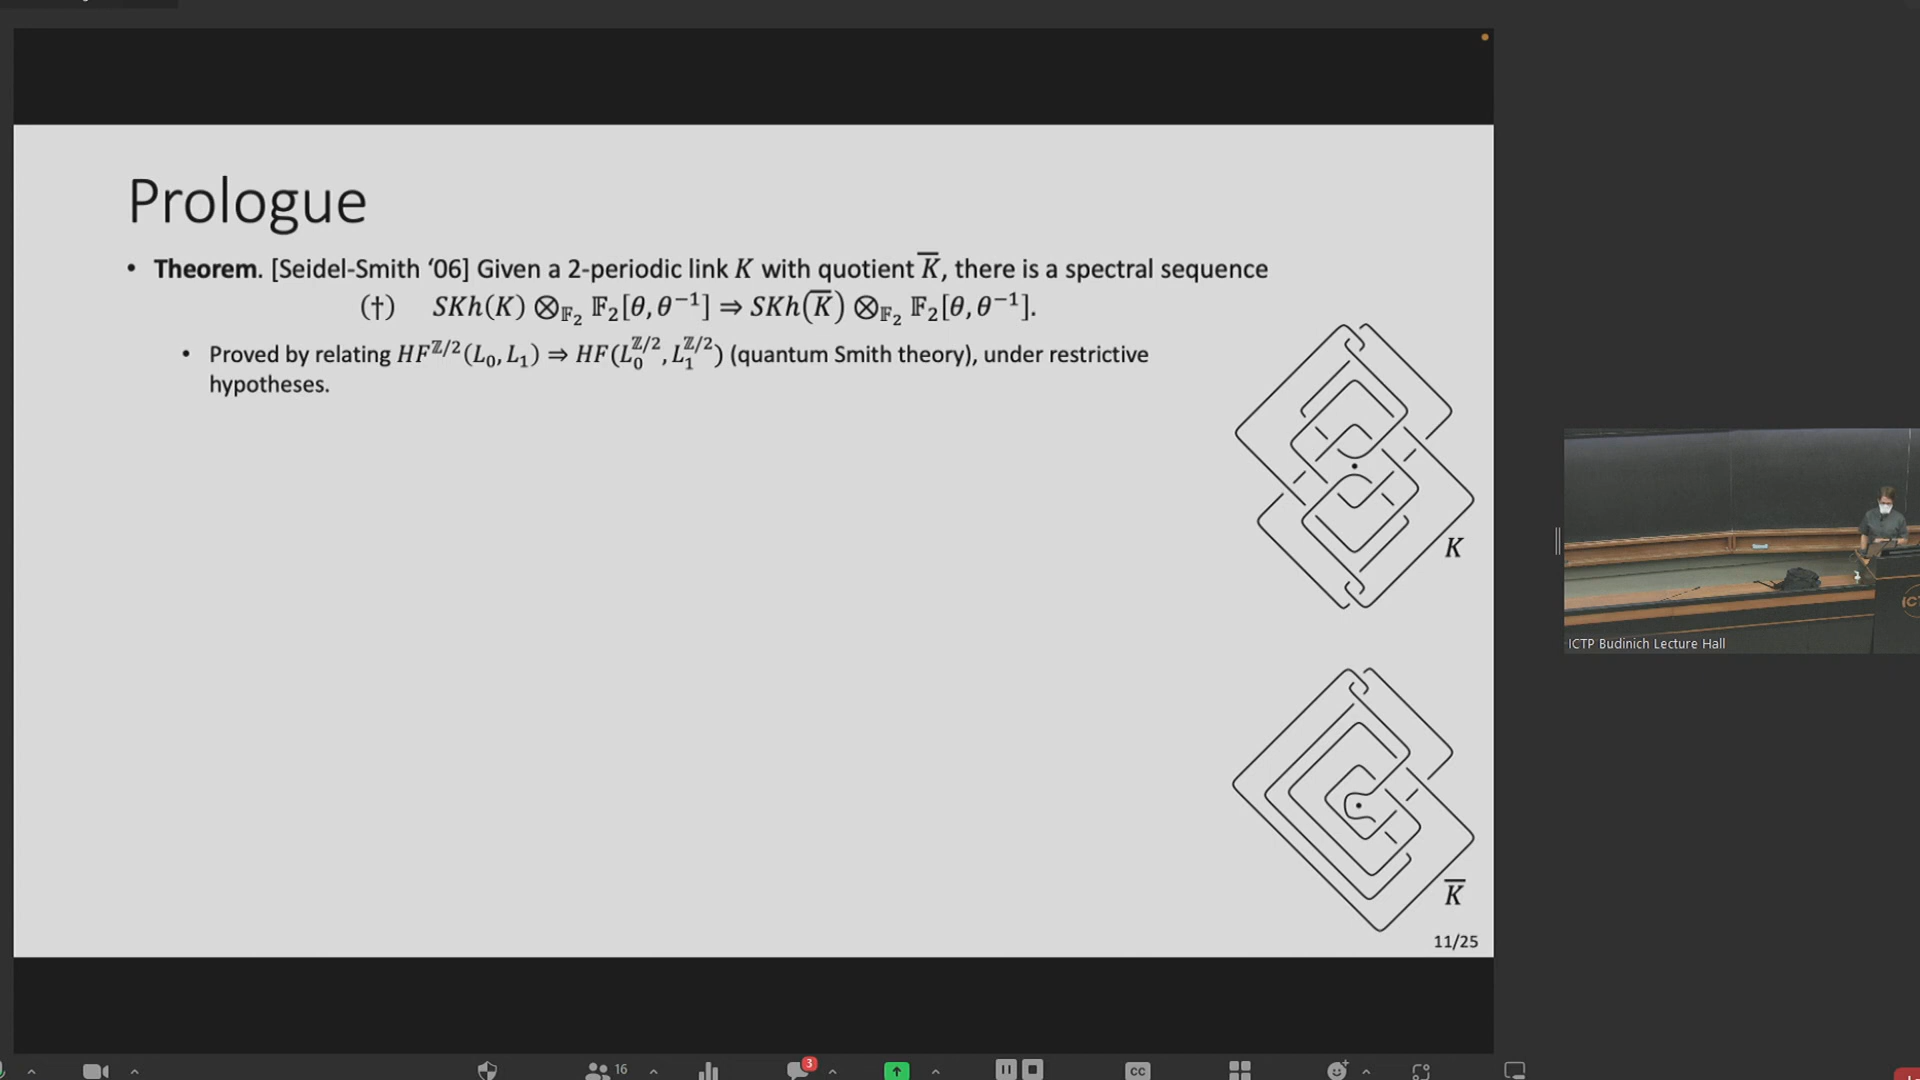 Prologue
• Theorem. [Seidel-Smith ‘06] Given a 2-periodic link K with quotient K̅, there is a spectral sequence
(†) SKh(K) ⊗_{𝔽₂} 𝔽₂[θ, θ⁻¹] ⇒ SKh(K̅) ⊗_{𝔽₂} 𝔽₂[θ, θ⁻¹].
• Proved by relating HF^{ℤ/2}(L₀, L₁) ⇒ HF(L₀^{ℤ/2}, L₁^{ℤ/2}) (quantum Smith theory), under restrictive
hypotheses.
K
K̅
11/25
ICTP Budinich Lecture Hall
16
3
CC